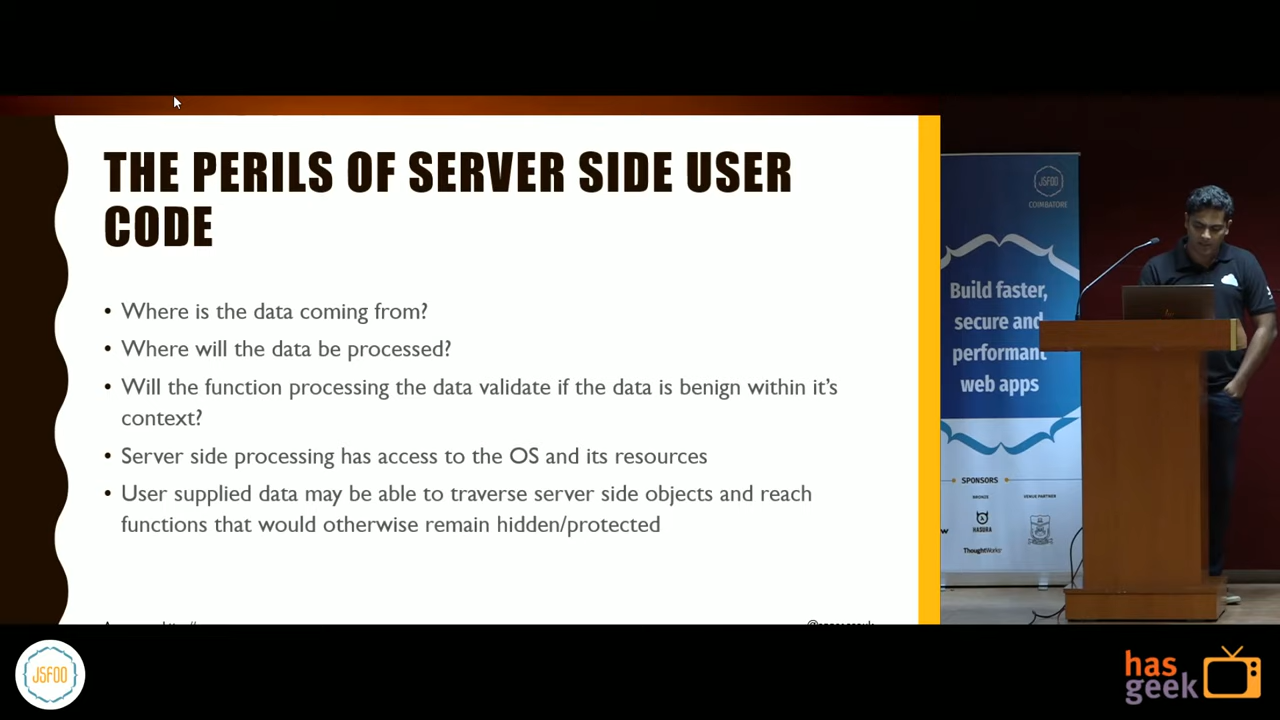 THE PERILS OF SERVER SIDE USER
CODE
• Where is the data coming from?
• Where will the data be processed?
• Will the function processing the data validate if the data is benign within it's
context?
• Server side processing has access to the OS and its resources
• User supplied data may be able to traverse server side objects and reach
functions that would otherwise remain hidden/protected
JSFOO
COIMBATORE
Build faster,
secure and
performant
web apps
SPONSORS
BRONZE
VENUE PARTNER
HASURA
ThoughtWorks
JSFOO
has
geek